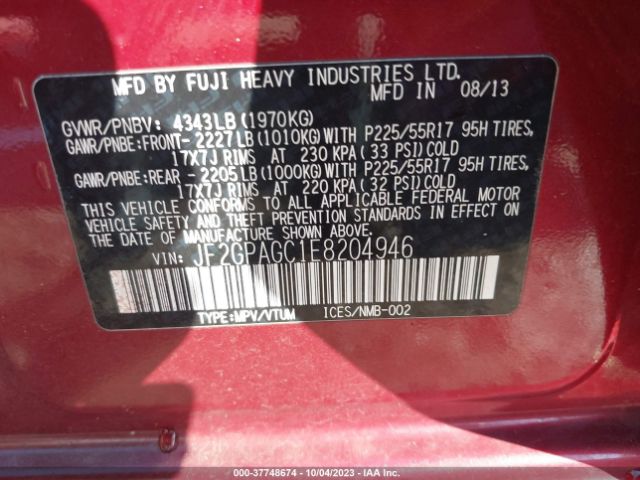 MFD BY FUJI HEAVY INDUSTRIES LTD.
MFD IN 08/13
GVWR/PNBV: 4343LB(1970KG)
GAWR/PNBE:FRONT-2227LB(1010KG)WITH P225/55R17 95H TIRES,
17X7J RIMS AT 230 KPA(33 PSI)COLD
GAWR/PNBE:REAR -2205LB(1000KG)WITH P225/55R17 95H TIRES,
17X7J RIMS AT 220 KPA(32 PSI)COLD
THIS VEHICLE CONFORMS TO ALL APPLICABLE FEDERAL MOTOR
VEHICLE SAFETY AND THEFT PREVENTION STANDARDS IN EFFECT ON
THE DATE OF MANUFACTURE SHOWN ABOVE.
VIN: JF2GPAGC1E8204946
TYPE:MPV/VTUM ICES/NMB-002
000-37748674 | 10/04/2023 | IAA Inc.